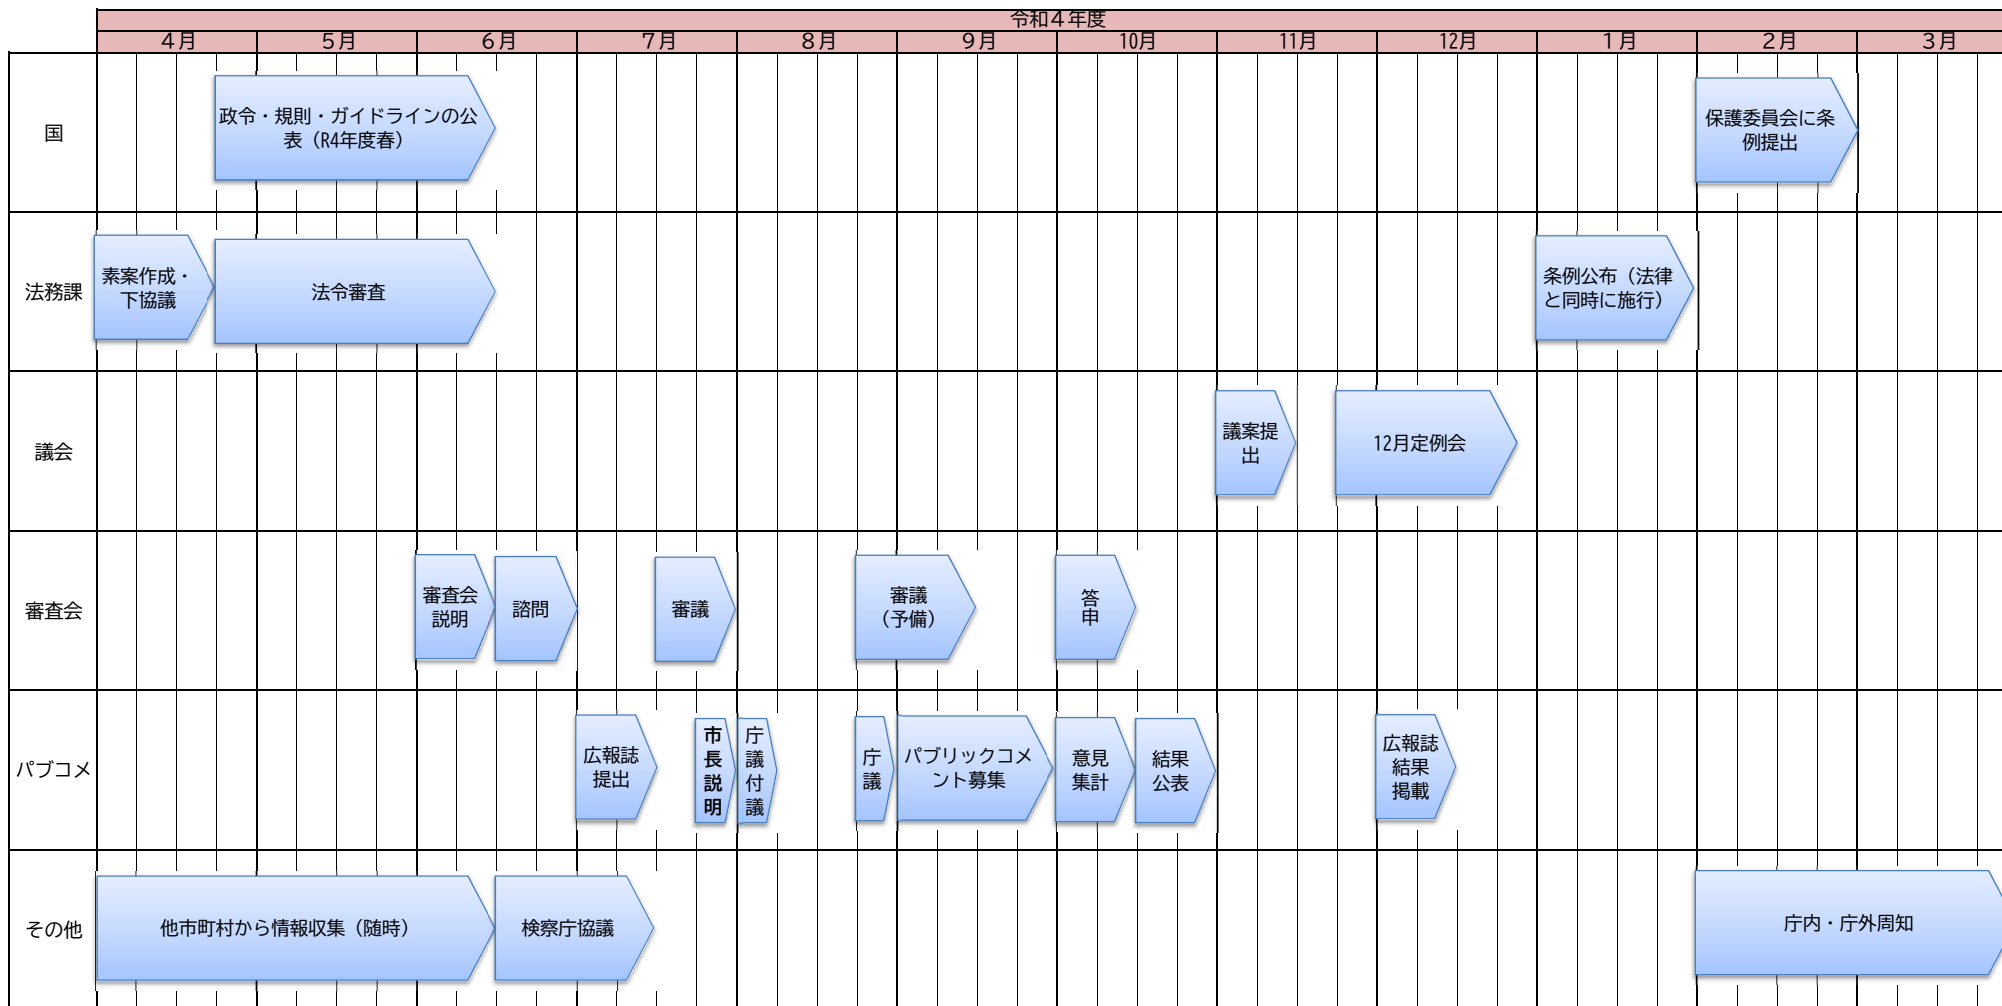 令和４年度
４月
５月
６月
７月
８月
９月
10月
11月
12月
１月
２月
３月
国
政令・規則・ガイドラインの公
表（R4年度春）
保護委員会に条
例提出
法務課
素案作成・
下協議
法令審査
条例公布（法律
と同時に施行）
議会
議案提
出
12月定例会
審査会
審査会
説明
諮問
審議
審議
（予備）
答
申
パブコメ
広報誌
提出
市
長
説
明
庁
議
付
議
庁
議
パブリックコメ
ント募集
意見
集計
結果
公表
広報誌
結果
掲載
その他
他市町村から情報収集（随時）
検察庁協議
庁内・庁外周知